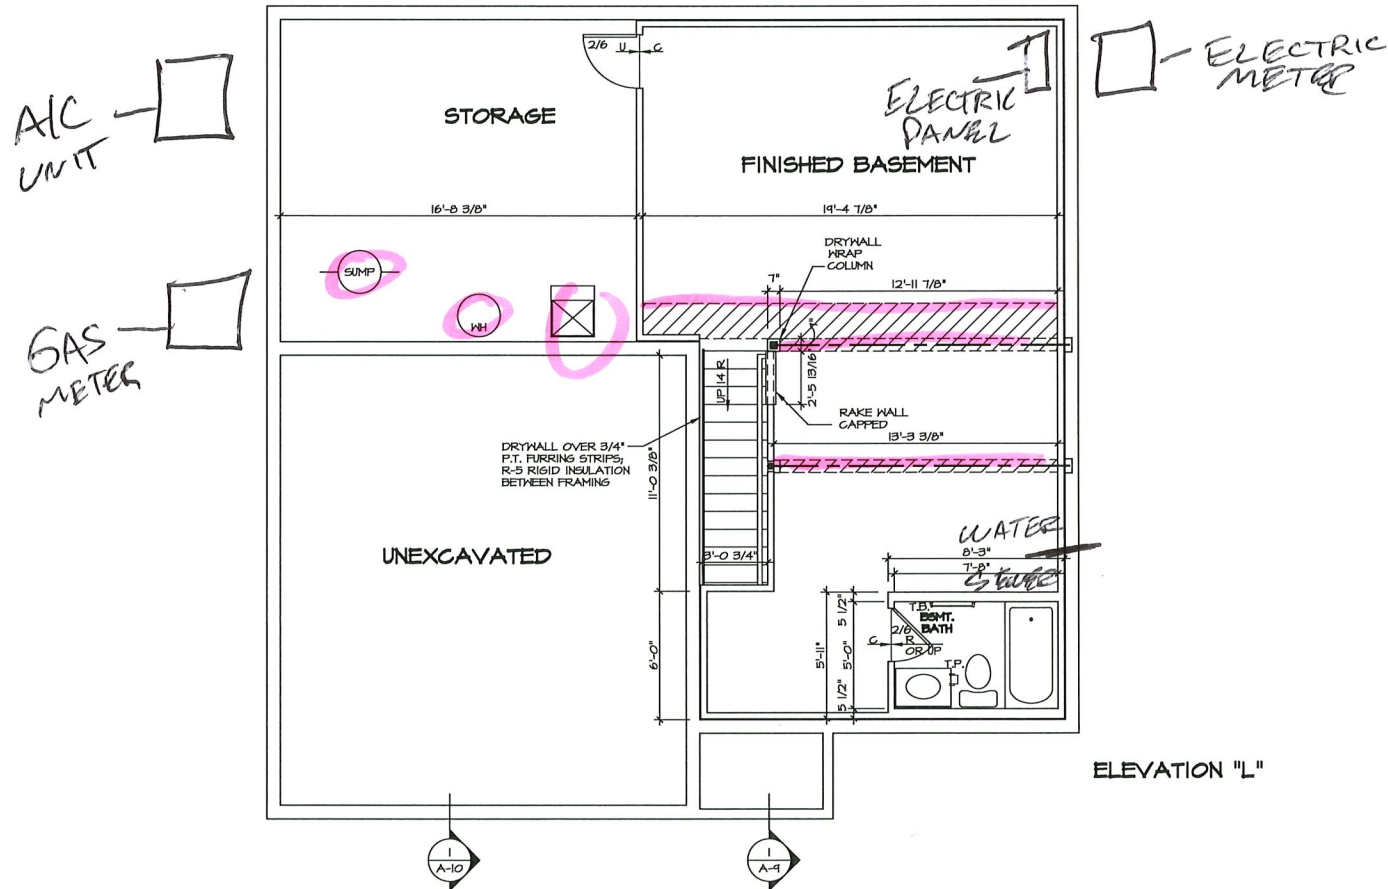 2/6
U
C
ELECTRIC
METER
A/C
UNIT
STORAGE
ELECTRIC
PANEL
FINISHED BASEMENT
16'-8 3/8"
19'-4 7/8"
DRYWALL
WRAP
COLUMN
SUMP
7"
12'-11 7/8"
WH
GAS
METER
1"
UP 14 R
2'-5 13/16"
RAKE WALL
CAPPED
13'-3 3/8"
DRYWALL OVER 3/4"
P.T. FURRING STRIPS;
R-5 RIGID INSULATION
BETWEEN FRAMING
11'-0 3/8"
WATER
UNEXCAVATED
3'-0 3/4"
8'-3"
7'-8"
SEWER
T.B.
BSMT.
BATH
2/6
C
R
OR UP
T.P.
6'-0"
5'-11"
5 1/2"
5'-0"
5 1/2"
ELEVATION "L"
1
A-10
1
A-9